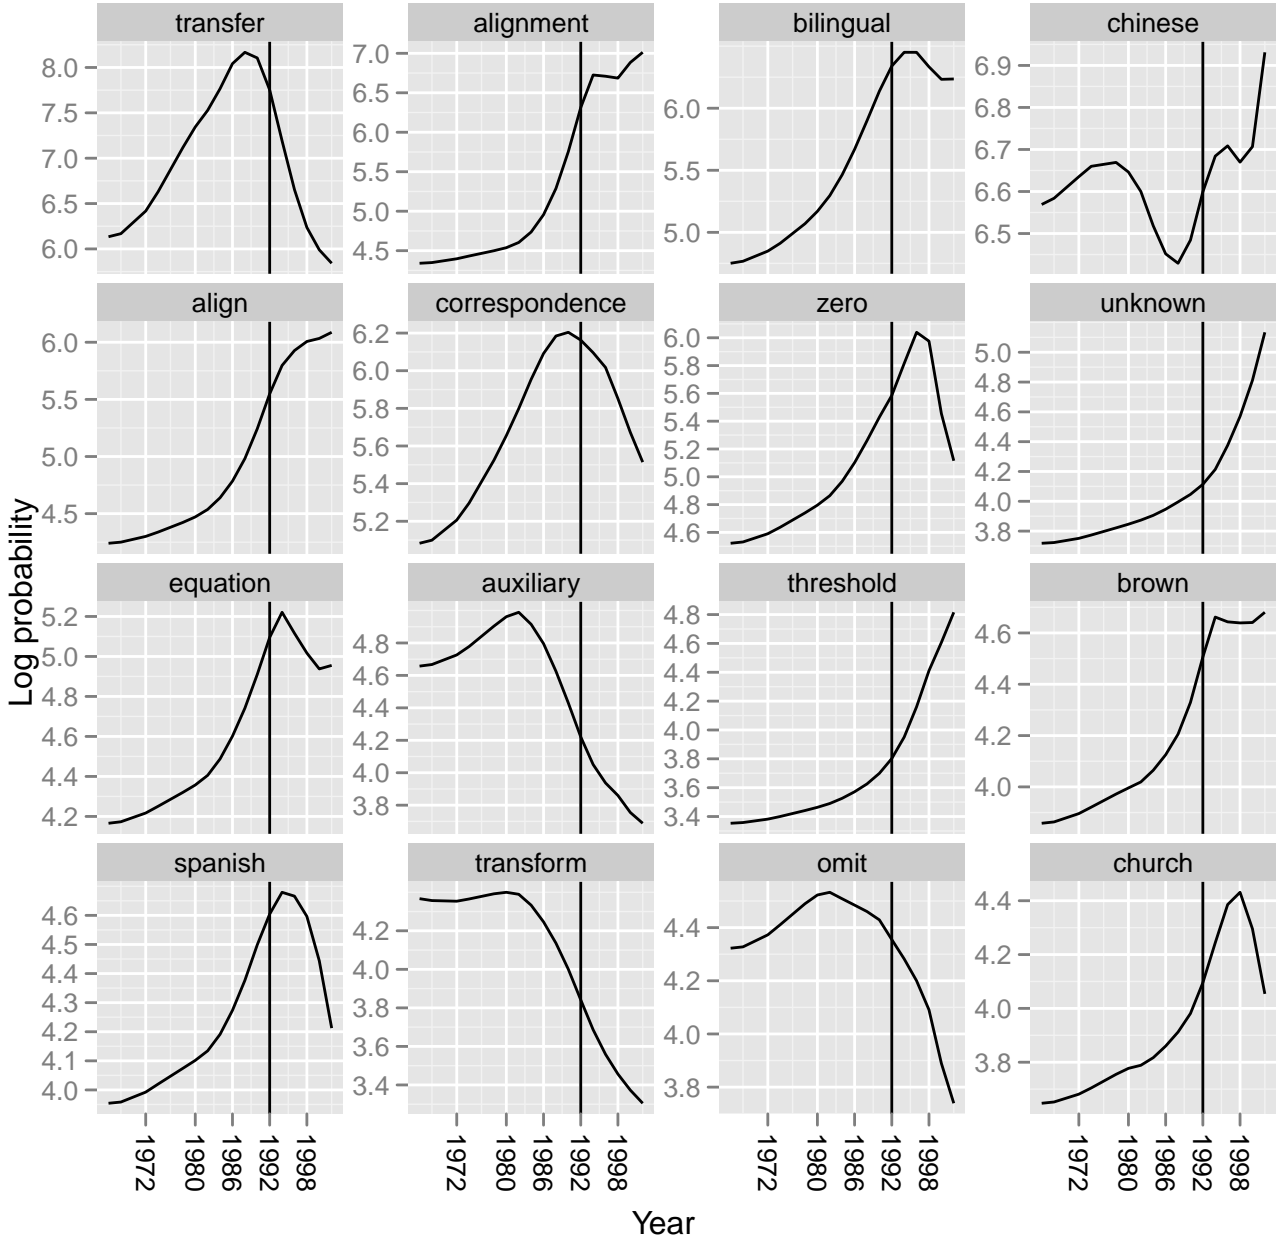 transfer alignment bilingual chinese
8.0 7.0 6.0 6.9
7.5 6.5 5.5 6.8
7.0 6.0 5.0 6.7
6.5 5.5 6.6
6.0 5.0 6.5
4.5
align correspondence zero unknown
6.0 6.2 6.0 5.0
5.5 6.0 5.8 4.8
5.0 5.8 5.6 4.6
4.5 5.6 5.4 4.4
5.4 5.2 4.2
5.2 5.0 4.0
4.8 3.8
4.6
Log probability
equation auxiliary threshold brown
5.2 4.8 4.8 4.6
5.0 4.6 4.6 4.4
4.8 4.4 4.4 4.2
4.6 4.2 4.2 4.0
4.4 4.0 4.0
4.2 3.8 3.8
3.6
3.4
spanish transform omit church
4.6 4.2 4.4 4.4
4.5 4.0 4.2 4.2
4.4 3.8 4.0 4.0
4.3 3.6 3.8 3.8
4.2 3.4
4.1
4.0
1972 1980 1986 1992 1998 1972 1980 1986 1992 1998 1972 1980 1986 1992 1998 1972 1980 1986 1992 1998
Year